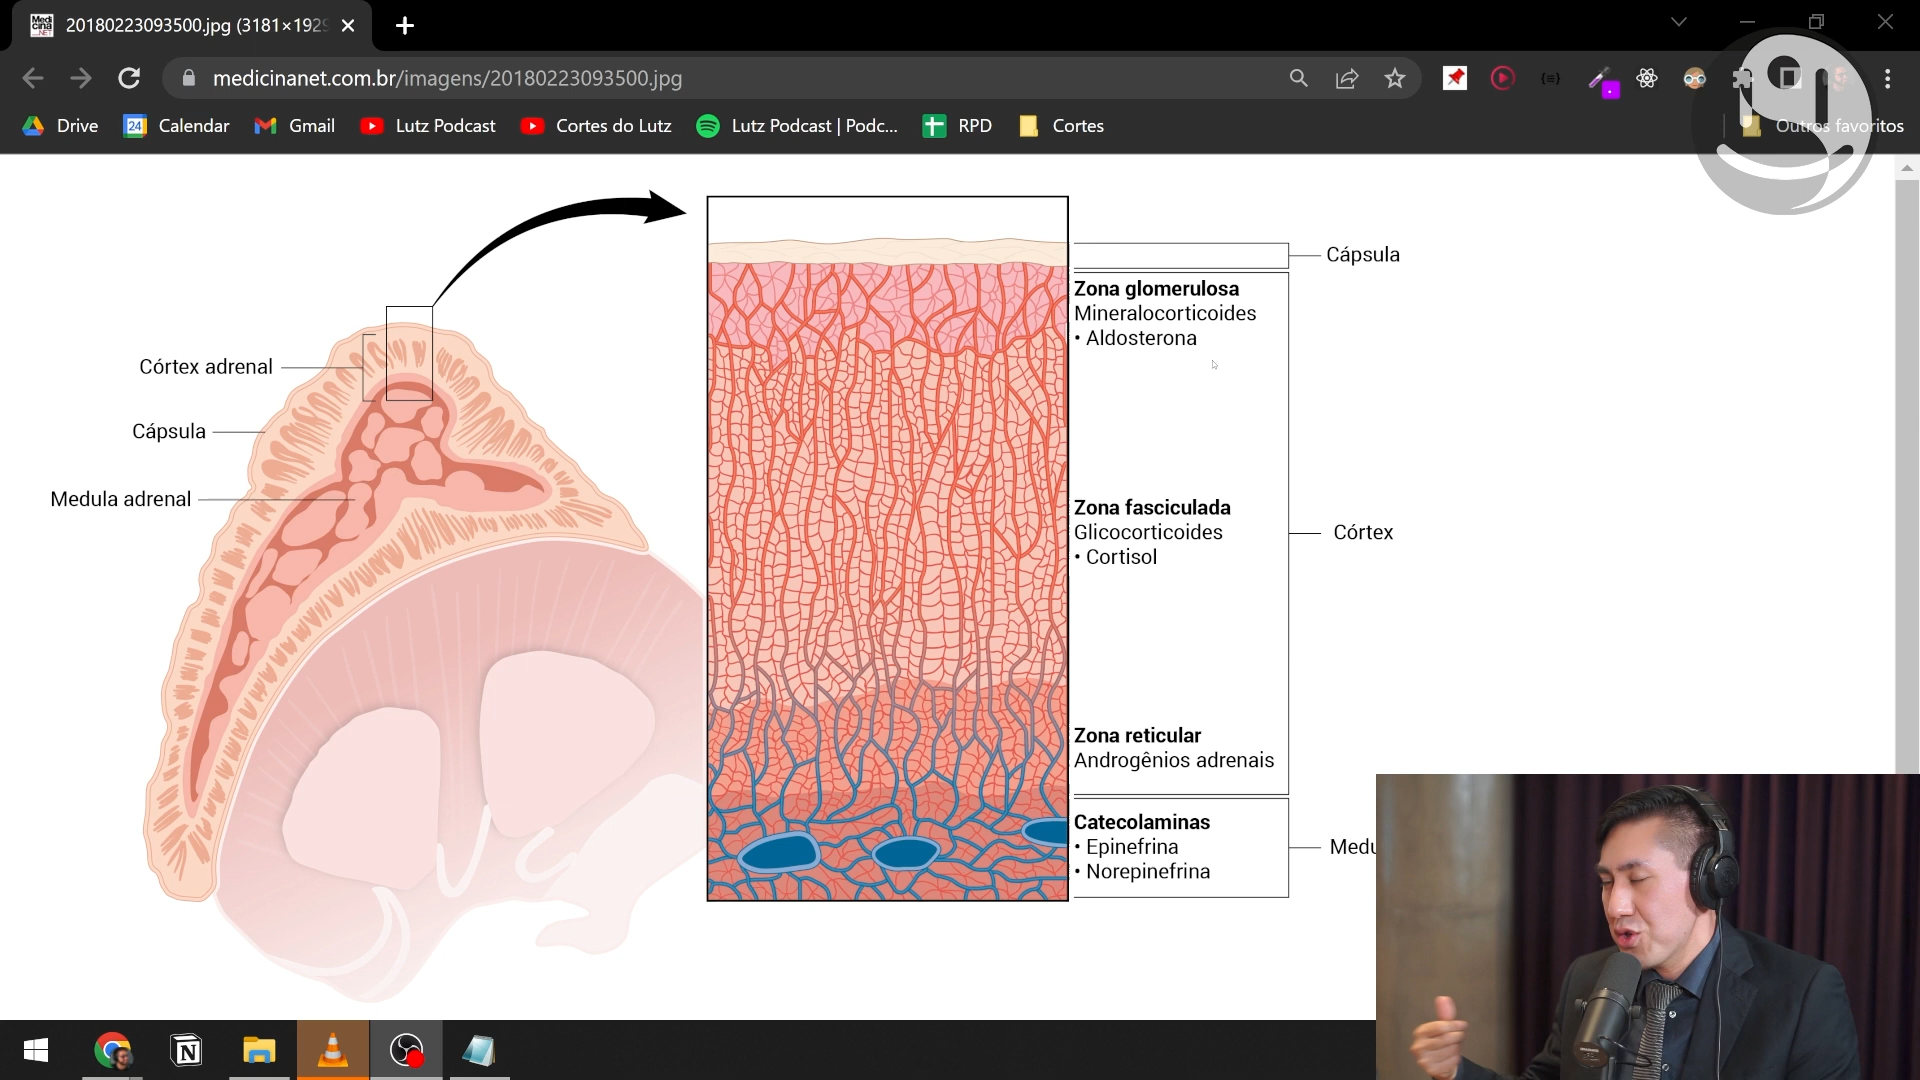 20180223093500.jpg (3181×1929
medicinanet.com.br/imagens/20180223093500.jpg
Drive
Calendar
Gmail
Lutz Podcast
Cortes do Lutz
Lutz Podcast | Podc...
RPD
Cortes
Outros favoritos
Cápsula
Zona glomerulosa
Mineralocorticoides
• Aldosterona
Córtex adrenal
Cápsula
Medula adrenal
Zona fasciculada
Glicocorticoides
• Cortisol
Córtex
Zona reticular
Androgênios adrenais
Catecolaminas
• Epinefrina
• Norepinefrina
Medu